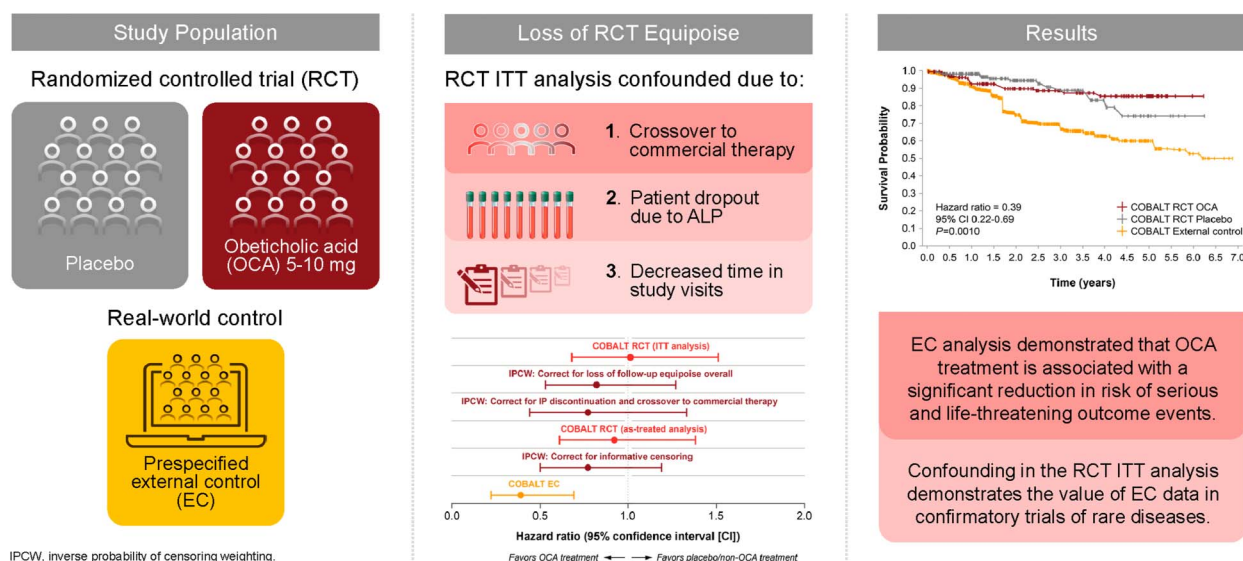 Study Population
Randomized controlled trial (RCT)
Placebo
Obeticholic acid
(OCA) 5-10 mg
Real-world control
Prespecified
external control
(EC)
IPCW, inverse probability of censoring weighting.
Loss of RCT Equipoise
RCT ITT analysis confounded due to:
1. Crossover to
commercial therapy
2. Patient dropout
due to ALP
3. Decreased time in
study visits
COBALT RCT (ITT analysis)
IPCW: Correct for loss of follow-up equipoise overall
IPCW: Correct for IP discontinuation and crossover to commercial therapy
COBALT RCT (as-treated analysis)
IPCW: Correct for informative censoring
COBALT EC
0.0 0.5 1.0 1.5 2.0
Hazard ratio (95% confidence interval [CI])
Favors OCA treatment ◄— —► Favors placebo/non-OCA treatment
Results
Survival Probability
1.0
0.9
0.8
0.7
0.6
0.5
0.4
0.3
0.2
0.1
0.0
Hazard ratio = 0.39
95% CI 0.22-0.69
P=0.0010
COBALT RCT OCA
COBALT RCT Placebo
COBALT External control
0.0 0.5 1.0 1.5 2.0 2.5 3.0 3.5 4.0 4.5 5.0 5.5 6.0 6.5 7.0
Time (years)
EC analysis demonstrated that OCA
treatment is associated with a
significant reduction in risk of serious
and life-threatening outcome events.
Confounding in the RCT ITT analysis
demonstrates the value of EC data in
confirmatory trials of rare diseases.